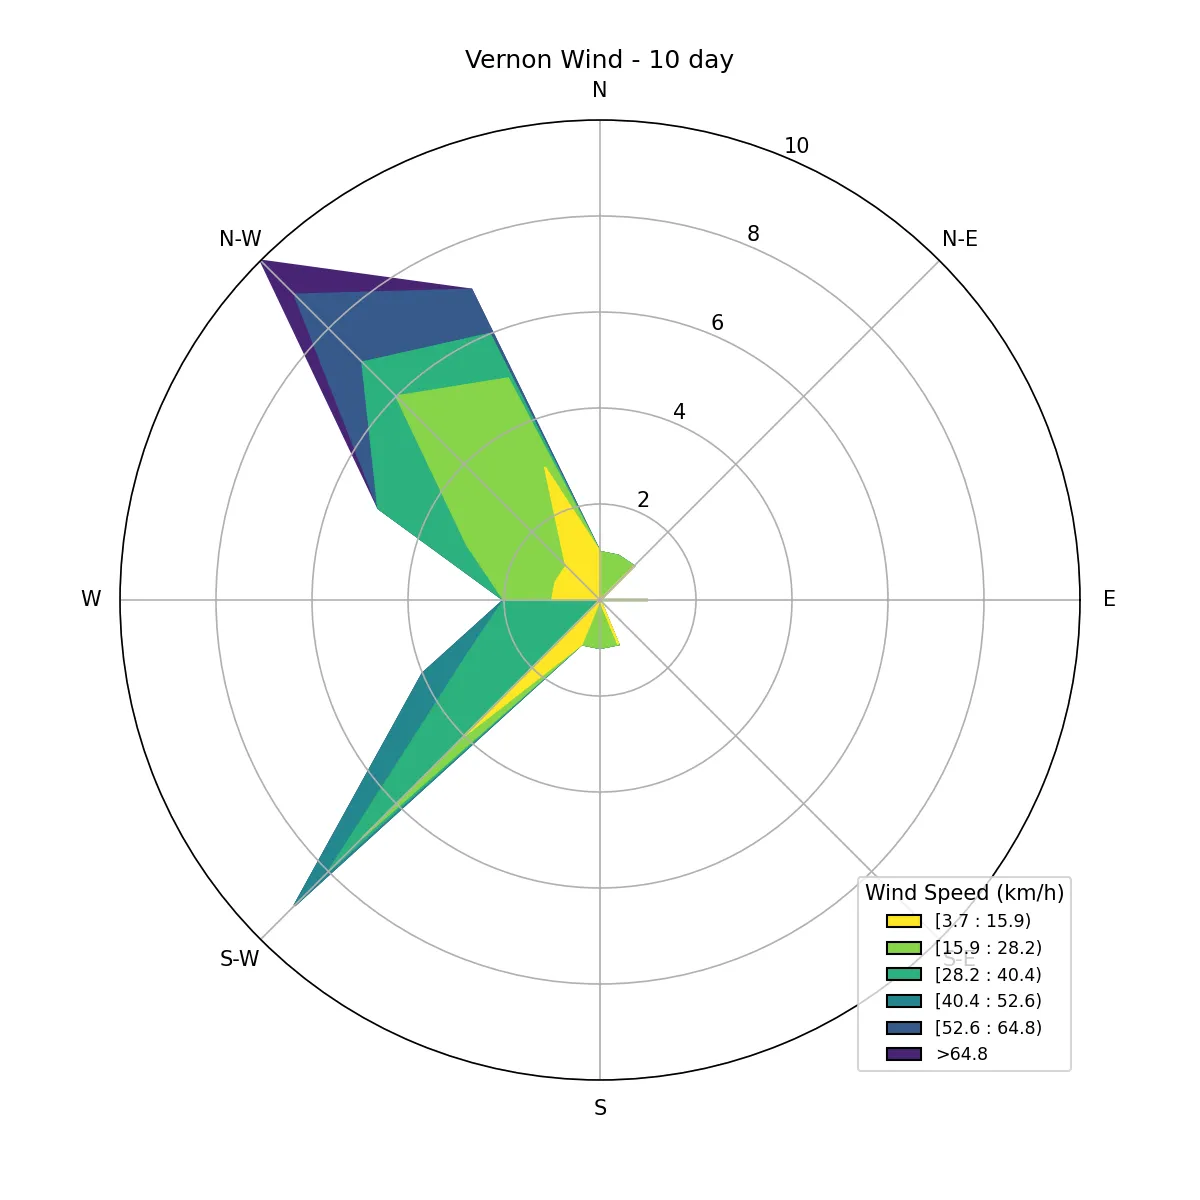 Vernon Wind - 10 day
N
10
N-W
N-E
8
6
4
2
W
E
S-W
S-E
S
Wind Speed (km/h)
[3.7 : 15.9)
[15.9 : 28.2)
[28.2 : 40.4)
[40.4 : 52.6)
[52.6 : 64.8)
>64.8